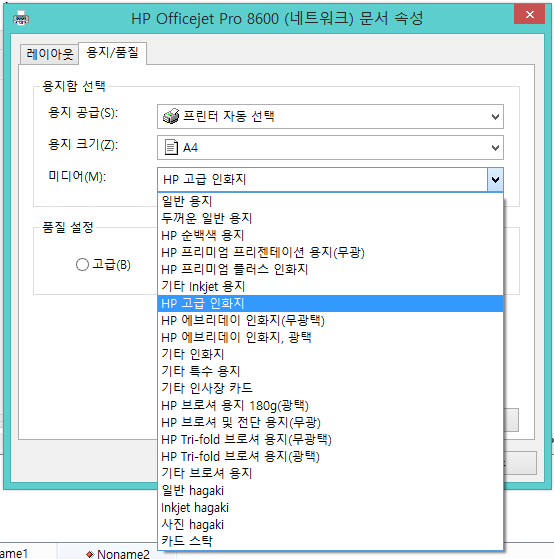 HP Officejet Pro 8600 (네트워크) 문서 속성
레이아웃 용지/품질
용지함 선택
용지 공급(S): 프린터 자동 선택
용지 크기(Z): A4
미디어(M): HP 고급 인화지
일반 용지
두꺼운 일반 용지
품질 설정
HP 순백색 용지
HP 프리미엄 프리젠테이션 용지(무광)
고급(B)
HP 프리미엄 플러스 인화지
기타 Inkjet 용지
HP 고급 인화지
HP 에브리데이 인화지(무광택)
HP 에브리데이 인화지, 광택
기타 인화지
기타 특수 용지
기타 인사장 카드
HP 브로셔 용지 180g(광택)
HP 브로셔 및 전단 용지(무광)
HP Tri-fold 브로셔 용지(무광택)
HP Tri-fold 브로셔 용지(광택)
기타 브로셔 용지
일반 hagaki
Inkjet hagaki
사진 hagaki
카드 스탁
ame1 Noname2